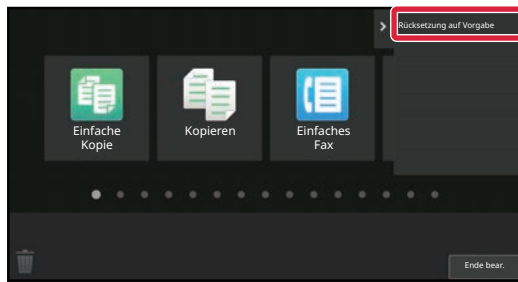 Rücksetzung auf Vorgabe
Einfache
Kopie
Kopieren
Einfaches
Fax
Ende bear.